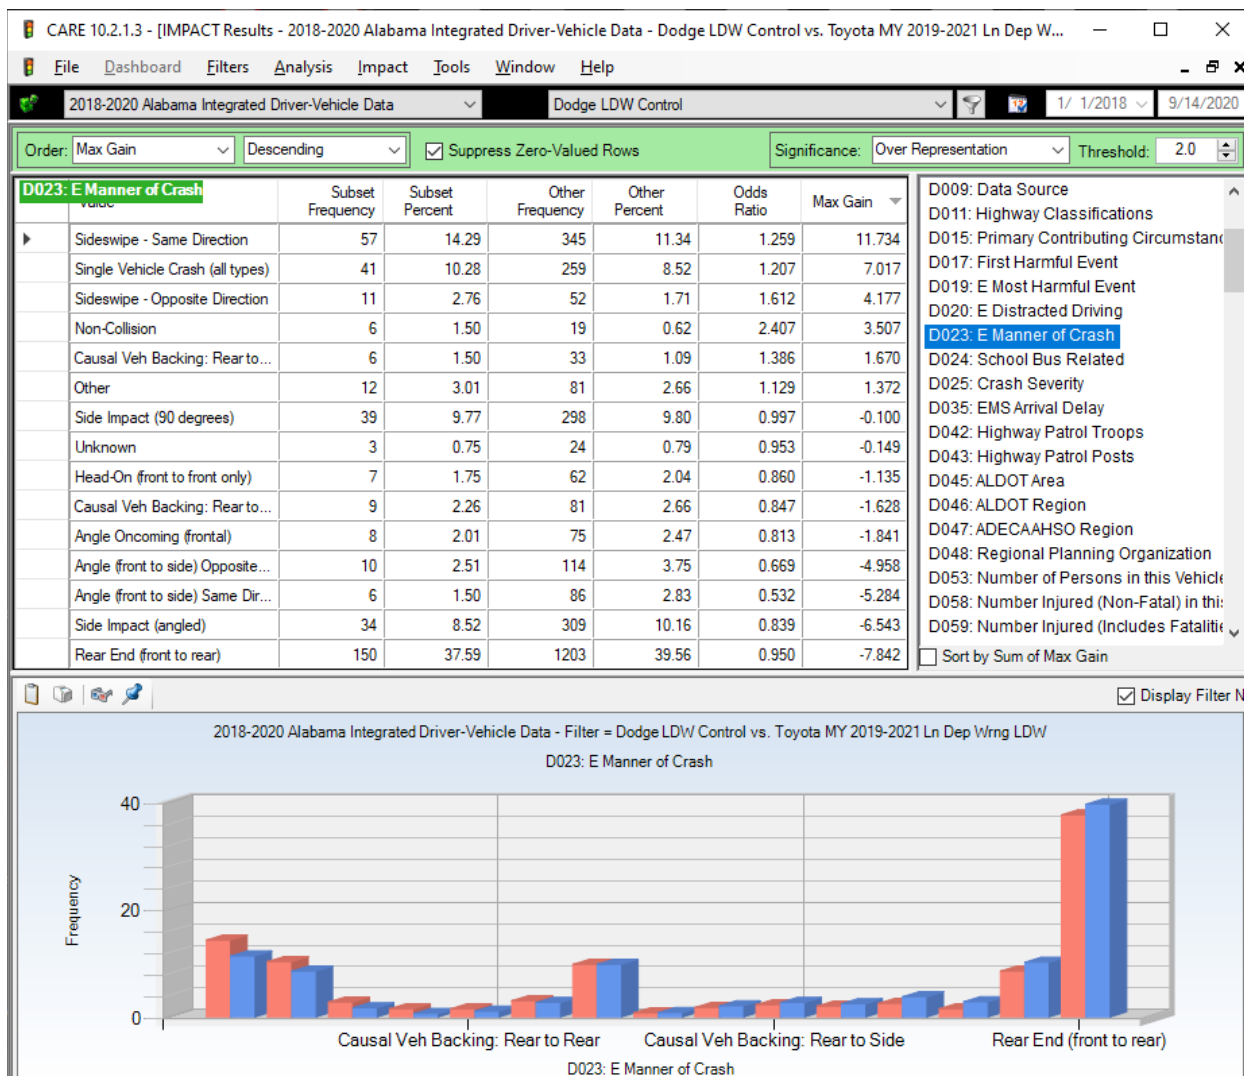 CARE 10.2.1.3 - [IMPACT Results - 2018-2020 Alabama Integrated Driver-Vehicle Data - Dodge LDW Control vs. Toyota MY 2019-2021 Ln Dep W...
File Dashboard Filters Analysis Impact Tools Window Help
2018-2020 Alabama Integrated Driver-Vehicle Data Dodge LDW Control 1/ 1/2018 9/14/2020
Order: Max Gain Descending Suppress Zero-Valued Rows Significance: Over Representation Threshold: 2.0
D023: E Manner of Crash
Subset Frequency Subset Percent Other Frequency Other Percent Odds Ratio Max Gain
Sideswipe - Same Direction 57 14.29 345 11.34 1.259 11.734
Single Vehicle Crash (all types) 41 10.28 259 8.52 1.207 7.017
Sideswipe - Opposite Direction 11 2.76 52 1.71 1.612 4.177
Non-Collision 6 1.50 19 0.62 2.407 3.507
Causal Veh Backing: Rear to... 6 1.50 33 1.09 1.386 1.670
Other 12 3.01 81 2.66 1.129 1.372
Side Impact (90 degrees) 39 9.77 298 9.80 0.997 -0.100
Unknown 3 0.75 24 0.79 0.953 -0.149
Head-On (front to front only) 7 1.75 62 2.04 0.860 -1.135
Causal Veh Backing: Rear to... 9 2.26 81 2.66 0.847 -1.628
Angle Oncoming (frontal) 8 2.01 75 2.47 0.813 -1.841
Angle (front to side) Opposite... 10 2.51 114 3.75 0.669 -4.958
Angle (front to side) Same Dir... 6 1.50 86 2.83 0.532 -5.284
Side Impact (angled) 34 8.52 309 10.16 0.839 -6.543
Rear End (front to rear) 150 37.59 1203 39.56 0.950 -7.842
D009: Data Source
D011: Highway Classifications
D015: Primary Contributing Circumstanc
D017: First Harmful Event
D019: E Most Harmful Event
D020: E Distracted Driving
D023: E Manner of Crash
D024: School Bus Related
D025: Crash Severity
D035: EMS Arrival Delay
D042: Highway Patrol Troops
D043: Highway Patrol Posts
D045: ALDOT Area
D046: ALDOT Region
D047: ADECAAHSO Region
D048: Regional Planning Organization
D053: Number of Persons in this Vehicle
D058: Number Injured (Non-Fatal) in this
D059: Number Injured (Includes Fatalitie
Sort by Sum of Max Gain
Display Filter N
2018-2020 Alabama Integrated Driver-Vehicle Data - Filter = Dodge LDW Control vs. Toyota MY 2019-2021 Ln Dep Wrng LDW
D023: E Manner of Crash
40
20
0
Frequency
Causal Veh Backing: Rear to Rear Causal Veh Backing: Rear to Side Rear End (front to rear)
D023: E Manner of Crash